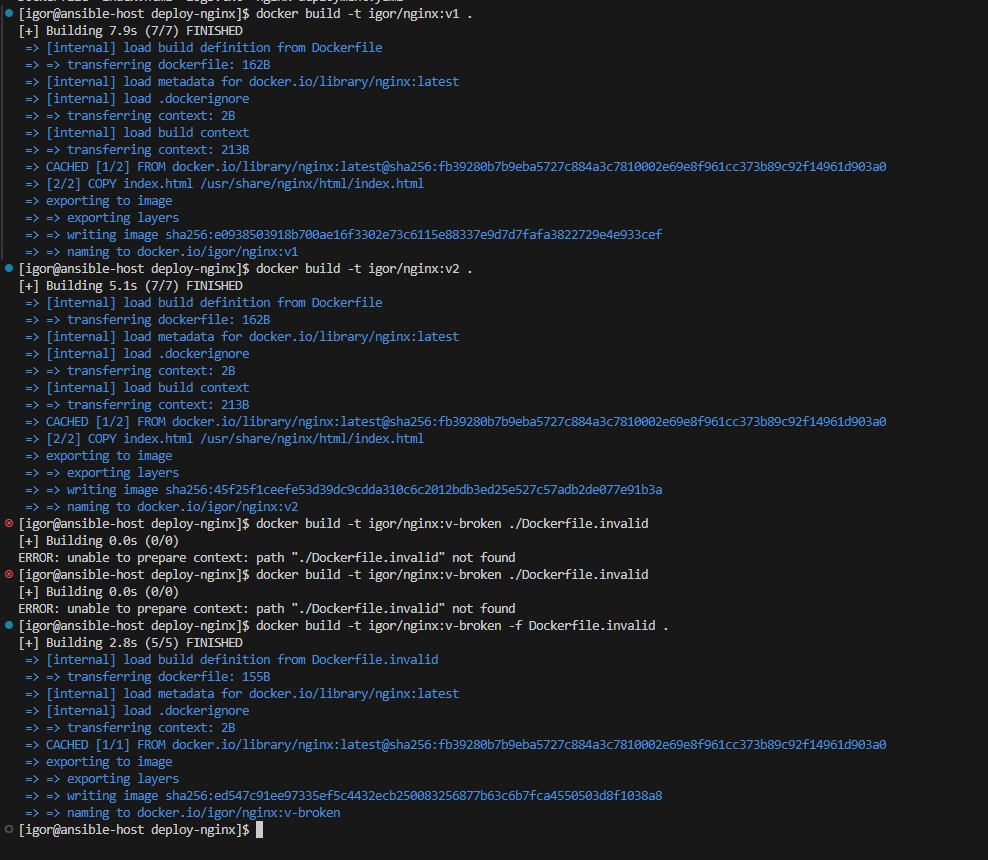 [igor@ansible-host deploy-nginx]$ docker build -t igor/nginx:v1 .
[+] Building 7.9s (7/7) FINISHED
=> [internal] load build definition from Dockerfile
=> => transferring dockerfile: 162B
=> [internal] load metadata for docker.io/library/nginx:latest
=> [internal] load .dockerignore
=> => transferring context: 2B
=> [internal] load build context
=> => transferring context: 213B
=> CACHED [1/2] FROM docker.io/library/nginx:latest@sha256:fb39280b7b9eba5727c884a3c7810002e69e8f961cc373b89c92f14961d903a0
=> [2/2] COPY index.html /usr/share/nginx/html/index.html
=> exporting to image
=> => exporting layers
=> => writing image sha256:e0938503918b700ae16f3302e73c6115e88337e9d7d7fafa3822729e4e933cef
=> => naming to docker.io/igor/nginx:v1
[igor@ansible-host deploy-nginx]$ docker build -t igor/nginx:v2 .
[+] Building 5.1s (7/7) FINISHED
=> [internal] load build definition from Dockerfile
=> => transferring dockerfile: 162B
=> [internal] load metadata for docker.io/library/nginx:latest
=> [internal] load .dockerignore
=> => transferring context: 2B
=> [internal] load build context
=> => transferring context: 213B
=> CACHED [1/2] FROM docker.io/library/nginx:latest@sha256:fb39280b7b9eba5727c884a3c7810002e69e8f961cc373b89c92f14961d903a0
=> [2/2] COPY index.html /usr/share/nginx/html/index.html
=> exporting to image
=> => exporting layers
=> => writing image sha256:45f25f1ceefe53d39dc9cdda310c6c2012bdb3ed25e527c57adb2de077e91b3a
=> => naming to docker.io/igor/nginx:v2
[igor@ansible-host deploy-nginx]$ docker build -t igor/nginx:v-broken ./Dockerfile.invalid
[+] Building 0.0s (0/0)
ERROR: unable to prepare context: path "./Dockerfile.invalid" not found
[igor@ansible-host deploy-nginx]$ docker build -t igor/nginx:v-broken ./Dockerfile.invalid
[+] Building 0.0s (0/0)
ERROR: unable to prepare context: path "./Dockerfile.invalid" not found
[igor@ansible-host deploy-nginx]$ docker build -t igor/nginx:v-broken -f Dockerfile.invalid .
[+] Building 2.8s (5/5) FINISHED
=> [internal] load build definition from Dockerfile.invalid
=> => transferring dockerfile: 155B
=> [internal] load metadata for docker.io/library/nginx:latest
=> [internal] load .dockerignore
=> => transferring context: 2B
=> CACHED [1/1] FROM docker.io/library/nginx:latest@sha256:fb39280b7b9eba5727c884a3c7810002e69e8f961cc373b89c92f14961d903a0
=> exporting to image
=> => exporting layers
=> => writing image sha256:ed547c91ee97335ef5c4432ecb250083256877b63c6b7fca4550503d8f1038a8
=> => naming to docker.io/igor/nginx:v-broken
[igor@ansible-host deploy-nginx]$